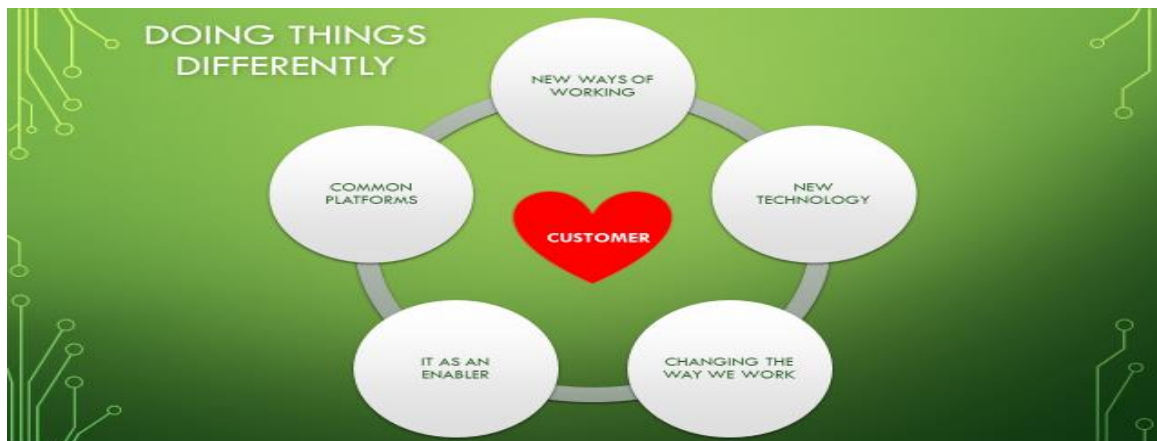 DOING THINGS
DIFFERENTLY
NEW WAYS OF
WORKING
NEW
TECHNOLOGY
CHANGING THE
WAY WE WORK
IT AS AN
ENABLER
COMMON
PLATFORMS
CUSTOMER